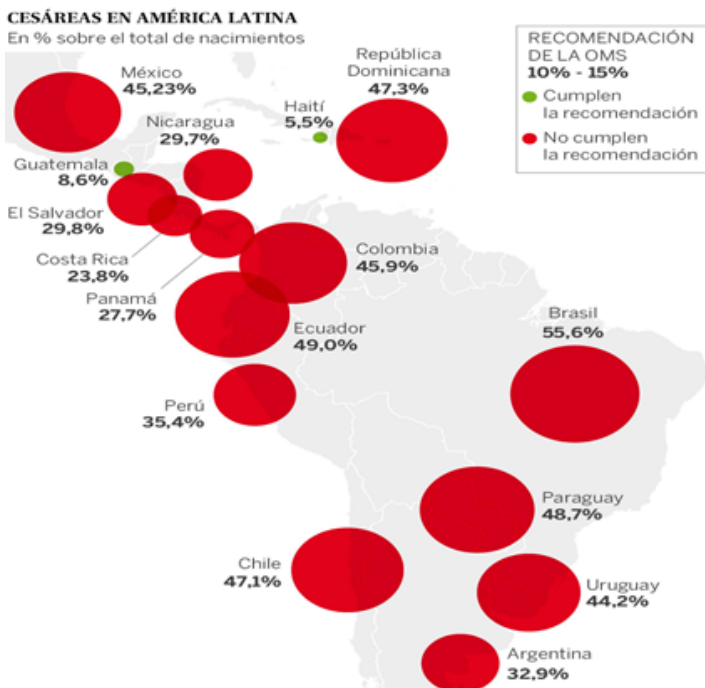 CESÁREAS EN AMÉRICA LATINA
En % sobre el total de nacimientos
RECOMENDACIÓN
DE LA OMS
10% - 15%
Cumplen
la recomendación
No cumplen
la recomendación
México
45,23%
República
Dominicana
47,3%
Haití
5,5%
Nicaragua
29,7%
Guatemala
8,6%
El Salvador
29,8%
Costa Rica
23,8%
Panamá
27,7%
Colombia
45,9%
Ecuador
49,0%
Brasil
55,6%
Perú
35,4%
Paraguay
48,7%
Chile
47,1%
Uruguay
44,2%
Argentina
32,9%